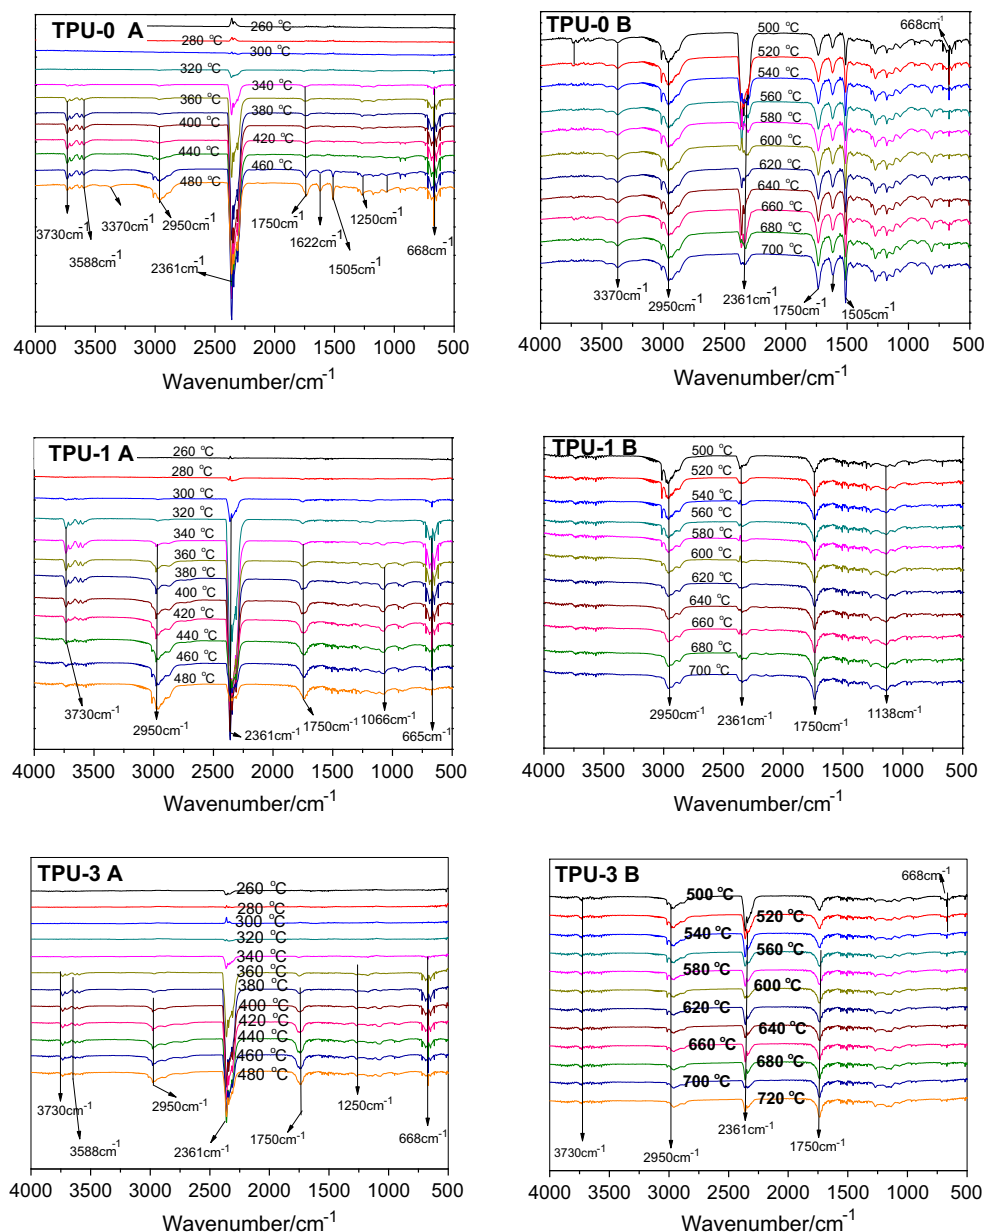 TPU-0 A
260 °C
280 °C
300 °C
320 °C
340 °C
360 °C
380 °C
400 °C
420 °C
440 °C
460 °C
480 °C
3730cm-1
3588cm-1
3370cm-1
2950cm-1
2361cm-1
1750cm-1
1622cm-1
1505cm-1
1250cm-1
668cm-1
4000 3500 3000 2500 2000 1500 1000 500
Wavenumber/cm-1
TPU-0 B
668cm-1
500 °C
520 °C
540 °C
560 °C
580 °C
600 °C
620 °C
640 °C
660 °C
680 °C
700 °C
3370cm-1
2950cm-1
2361cm-1
1750cm-1
1505cm-1
4000 3500 3000 2500 2000 1500 1000 500
Wavenumber/cm-1
TPU-1 A
260 °C
280 °C
300 °C
320 °C
340 °C
360 °C
380 °C
400 °C
420 °C
440 °C
460 °C
480 °C
3730cm-1
2950cm-1
2361cm-1
1750cm-1
1066cm-1
665cm-1
4000 3500 3000 2500 2000 1500 1000 500
Wavenumber/cm-1
TPU-1 B
500 °C
520 °C
540 °C
560 °C
580 °C
600 °C
620 °C
640 °C
660 °C
680 °C
700 °C
2950cm-1
2361cm-1
1750cm-1
1138cm-1
4000 3500 3000 2500 2000 1500 1000 500
Wavenumber/cm-1
TPU-3 A
260 °C
280 °C
300 °C
320 °C
340 °C
360 °C
380 °C
400 °C
420 °C
440 °C
460 °C
480 °C
3730cm-1
3588cm-1
2950cm-1
2361cm-1
1750cm-1
1250cm-1
668cm-1
4000 3500 3000 2500 2000 1500 1000 500
Wavenumber/cm-1
TPU-3 B
668cm-1
500 °C
520 °C
540 °C
560 °C
580 °C
600 °C
620 °C
640 °C
660 °C
680 °C
700 °C
720 °C
3730cm-1
2950cm-1
2361cm-1
1750cm-1
4000 3500 3000 2500 2000 1500 1000 500
Wavenumber/cm-1